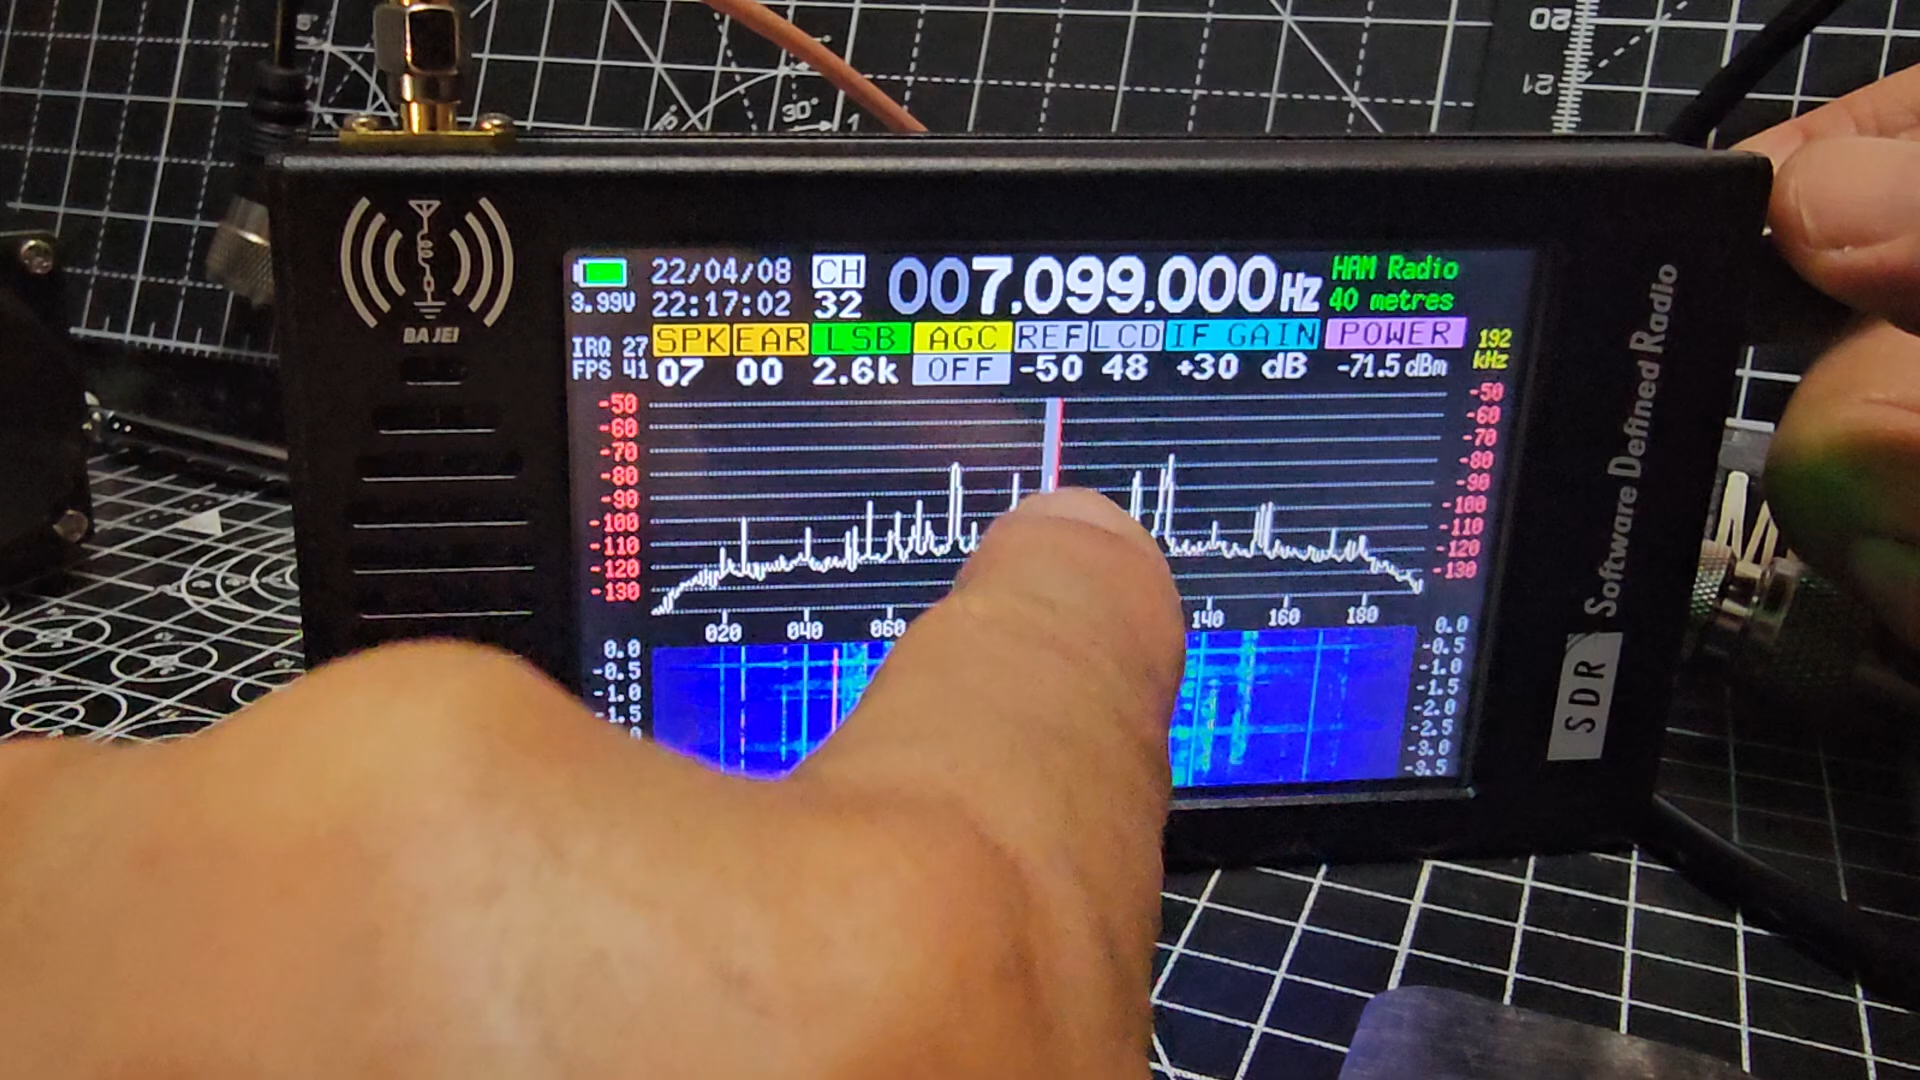 30° 1
20
21
BA JEI
3.99V
22/04/08
22:17:02
CH
32
007,099,000Hz
HAM Radio
40 metres
IRQ 27
FPS 41
SPK EAR LSB AGC REF LCD IF GAIN POWER
07 00 2.6k OFF -50 48 +30 dB -71.5 dBm
192
kHz
-50 -50
-60 -60
-70 -70
-80 -80
-90 -90
-100 -100
-110 -110
-120 -120
-130 -130
020 040 060 140 160 180
0.0 0.0
-0.5 -0.5
-1.0 -1.0
-1.5 -1.5
-2.0
-2.5
-3.0
-3.5
Software Defined Radio
SDR